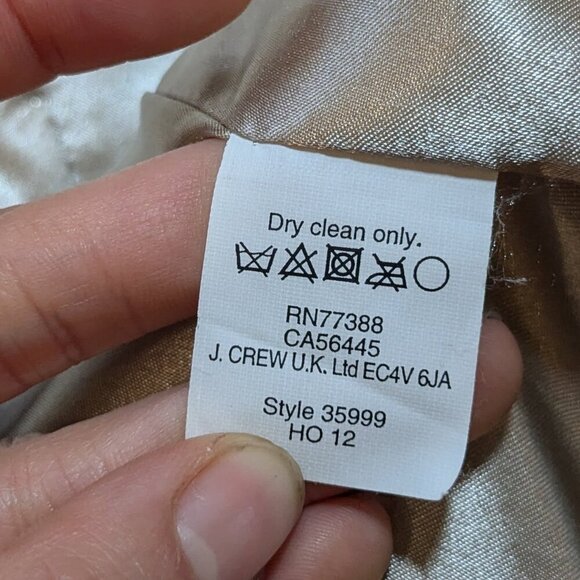 Dry clean only.
RN77388
CA56445
J. CREW U.K. Ltd EC4V 6JA
Style 35999
HO 12